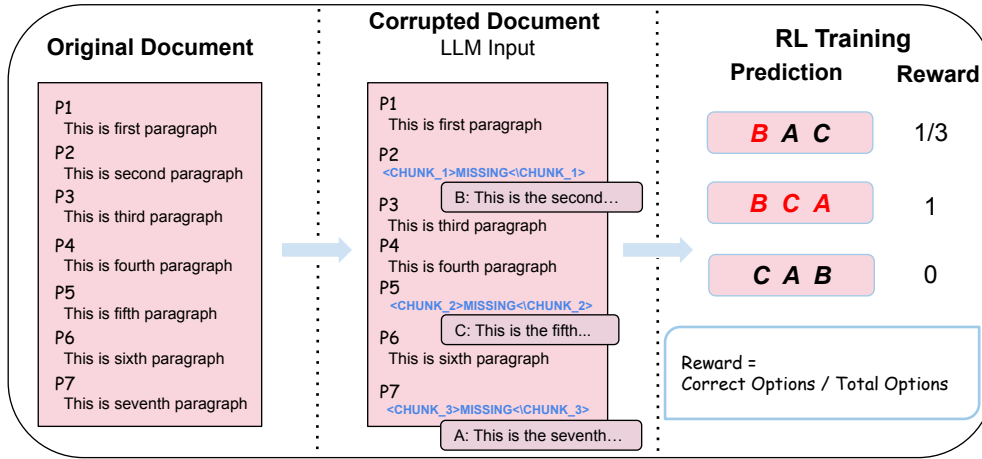 Original Document
P1
This is first paragraph
P2
This is second paragraph
P3
This is third paragraph
P4
This is fourth paragraph
P5
This is fifth paragraph
P6
This is sixth paragraph
P7
This is seventh paragraph
Corrupted Document
LLM Input
P1
This is first paragraph
P2
<CHUNK_1>MISSING<\CHUNK_1>
B: This is the second…
P3
This is third paragraph
P4
This is fourth paragraph
P5
<CHUNK_2>MISSING<\CHUNK_2>
C: This is the fifth...
P6
This is sixth paragraph
P7
<CHUNK_3>MISSING<\CHUNK_3>
A: This is the seventh…
RL Training
Prediction Reward
B A C 1/3
B C A 1
C A B 0
Reward =
Correct Options / Total Options